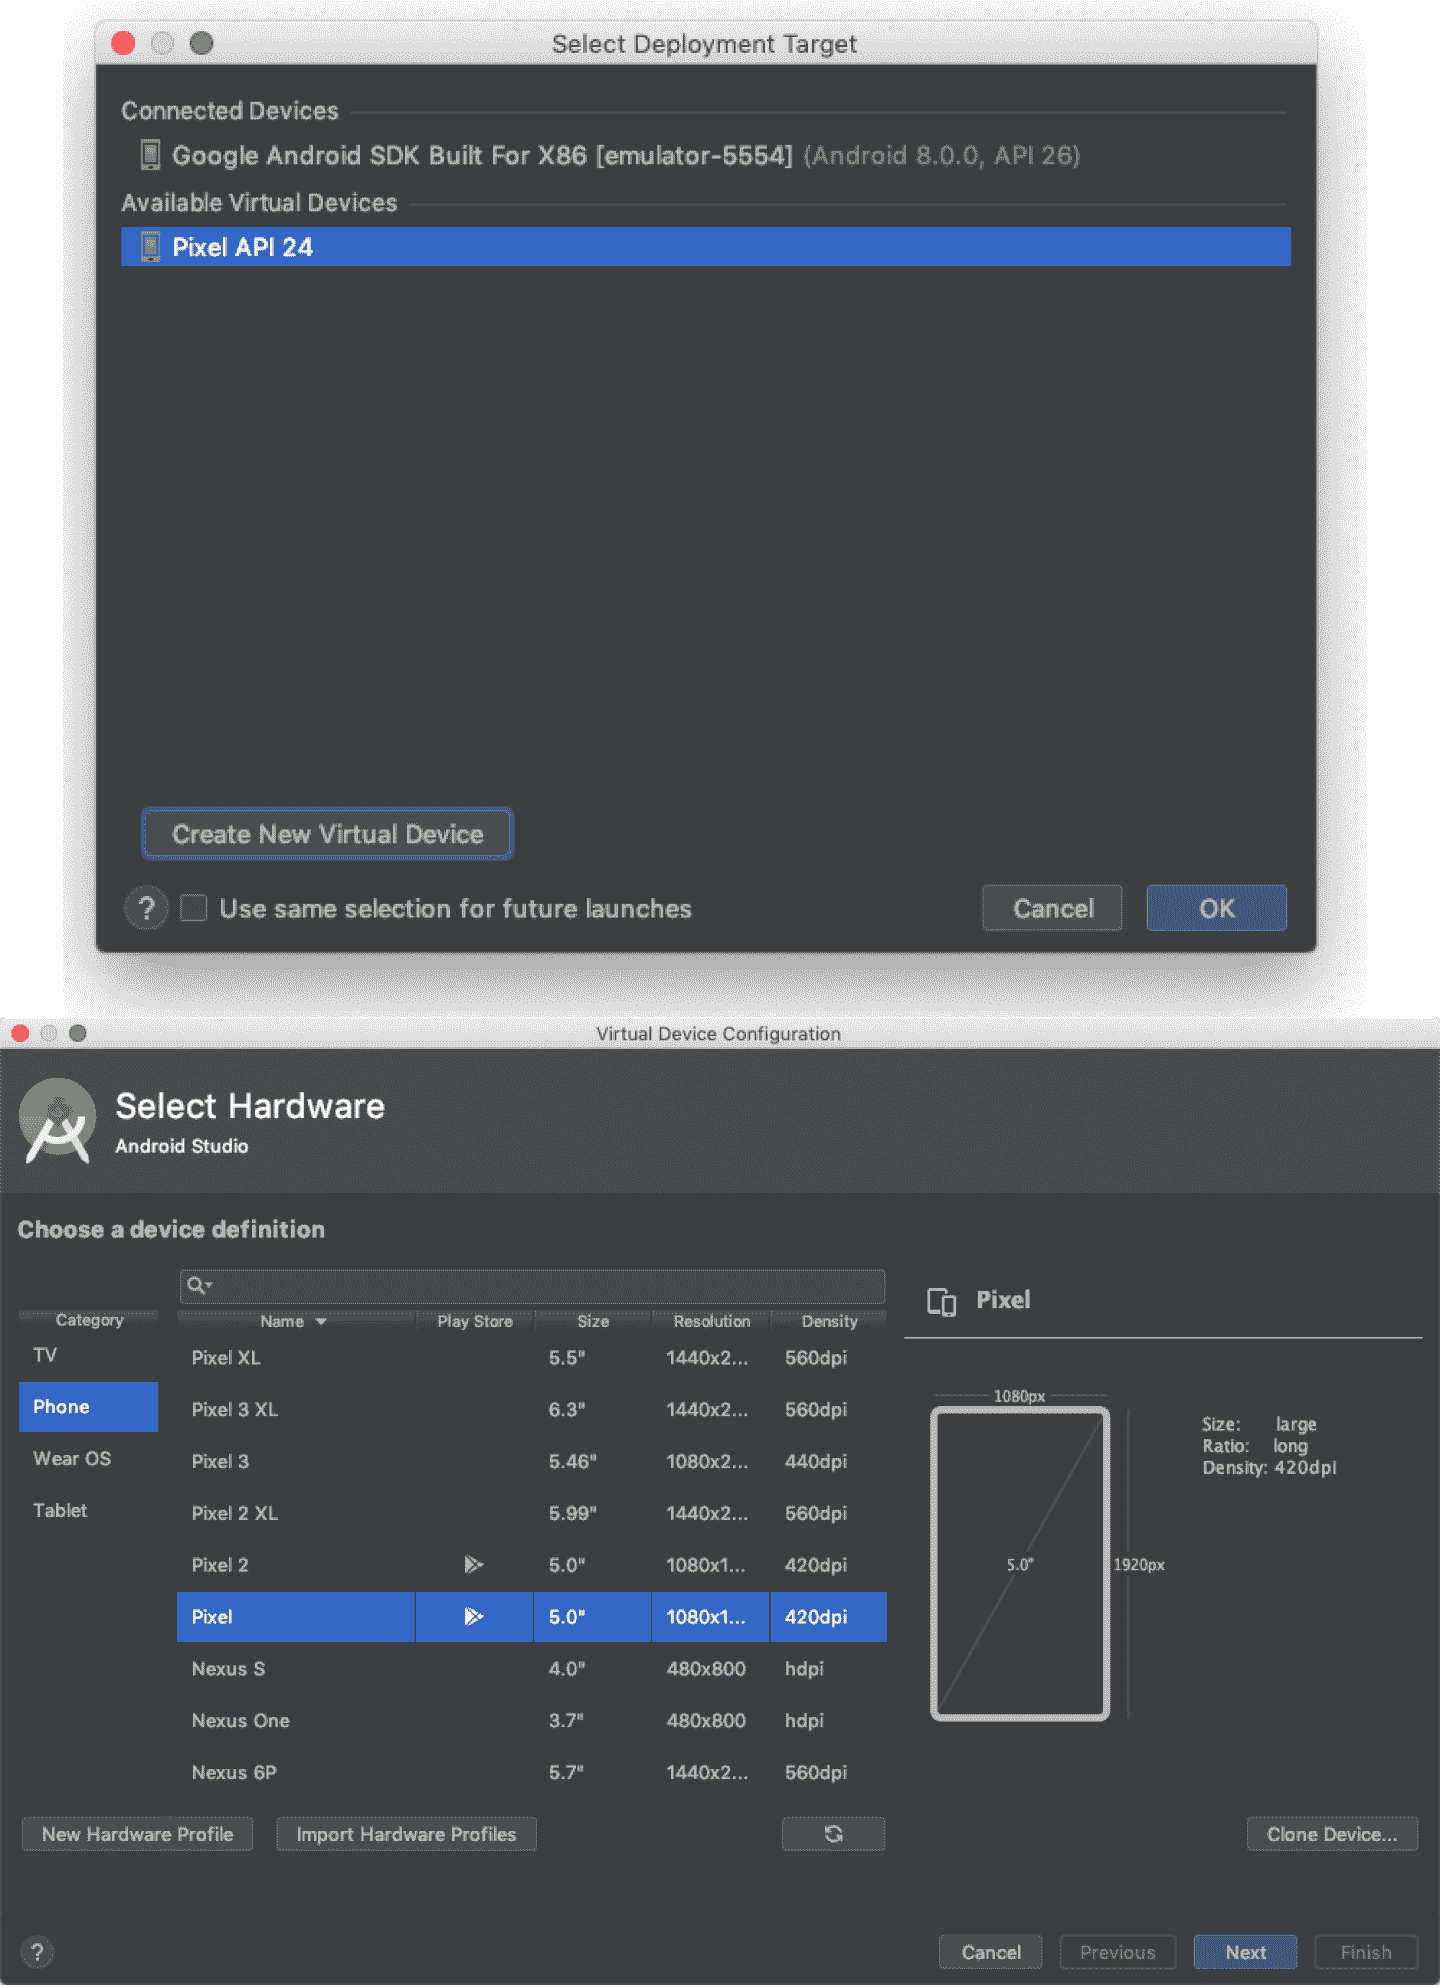 Select Deployment Target
Connected Devices
Google Android SDK Built For X86 [emulator-5554] (Android 8.0.0, API 26)
Available Virtual Devices
Pixel API 24
Create New Virtual Device
? Use same selection for future launches Cancel OK
Virtual Device Configuration
Select Hardware
Android Studio
Choose a device definition
Category
TV
Phone
Wear OS
Tablet
Name Play Store Size Resolution Density
Pixel XL 5.5" 1440x2... 560dpi
Pixel 3 XL 6.3" 1440x2... 560dpi
Pixel 3 5.46" 1080x2... 440dpi
Pixel 2 XL 5.99" 1440x2... 560dpi
Pixel 2 5.0" 1080x1... 420dpi
Pixel 5.0" 1080x1... 420dpi
Nexus S 4.0" 480x800 hdpi
Nexus One 3.7" 480x800 hdpi
Nexus 6P 5.7" 1440x2... 560dpi
Pixel
1080px
5.0"
1920px
Size: large
Ratio: long
Density: 420dpi
New Hardware Profile Import Hardware Profiles Clone Device...
? Cancel Previous Next Finish